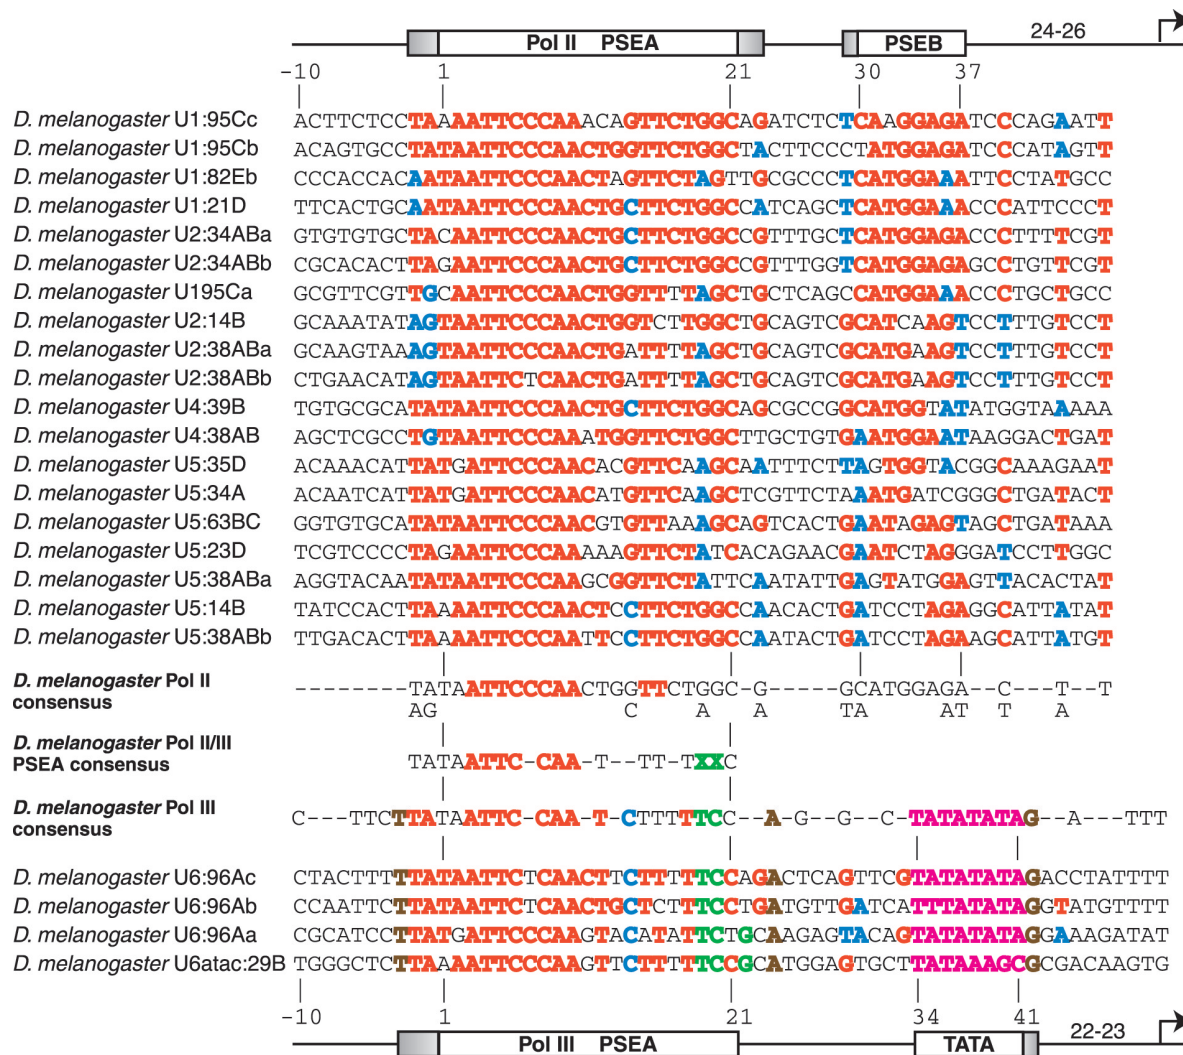 Pol II PSEA PSEB 24-26
-10 1 21 30 37
D. melanogaster U1:95Cc ACTTCTCCTAAAAATTCCCAAACAGTTCTGGCAGATCTCTCAAGGAGATCCCAGAATT
D. melanogaster U1:95Cb ACAGTGCCTATAATTCCCAACTGGTTCTGGCTACTTCCCTATGGAGATCCCATAGTT
D. melanogaster U1:82Eb CCCACCACAATAATTCCCAACTAGTTCTAGTTGCGCCCTCATGGAAATTCCTATGCC
D. melanogaster U1:21D TTCACTGCAATAATTCCCAACTGCTTCTGGCCATCAGCTCATGGAAACCCATTCCCT
D. melanogaster U2:34ABa GTGTGTGCTACAATTCCCAACTGCTTCTGGCCGTTTGCTCATGGAGACCCTTTTCGT
D. melanogaster U2:34ABb CGCACACTTAGAATTCCCAACTGCTTCTGGCCGTTTGGTCATGGAGAGCCTGTTCGT
D. melanogaster U195Ca GCGTTCGTTGCAATTCCCAACTGGTTTTAGCTGCTCAGCCATGGAAACCCTGCTGCC
D. melanogaster U2:14B GCAAATATAGTAATTCCCAACTGGTCTTGGCTGCAGTCGCATCAAGTCCTTTGTCCT
D. melanogaster U2:38ABa GCAAGTAAAGTAATTCCCAACTGATTTTAGCTGCAGTCGCATGAAGTCCTTTGTCCT
D. melanogaster U2:38ABb CTGAACATAGTAATTCTCAACTGATTTTAGCTGCAGTCGCATGAAGTCCTTTGTCCT
D. melanogaster U4:39B TGTGCGCATATAATTCCCAACTGCTTCTGGCAGCGCCGGCATGGTATATGGTAAAAA
D. melanogaster U4:38AB AGCTCGCCTGTAATTCCCAAATGGTTCTGGCTTGCTGTGAATGGAATAAGGACTGAT
D. melanogaster U5:35D ACAAACATTATGATTCCCAACACGTTCAAGCAATTTCTTAGTGGTACGGCAAAGAAT
D. melanogaster U5:34A ACAATCATTATGATTCCCAACATGTTCAAGCTCGTTCTAAATGATCGGGCTGATACT
D. melanogaster U5:63BC GGTGTGCATATAATTCCCAACGTGTTAAAGCAGTCACTGAATAGAGTAGCTGATAAA
D. melanogaster U5:23D TCGTCCCCTAGAATTCCCAAAAAGTTCTATCACAGAACGAATCTAGGGATCCTTGGC
D. melanogaster U5:38ABa AGGTACAATATAATTCCCAAGCGGTTCTATTCAATATTGAGTATGGAGTTACACTAT
D. melanogaster U5:14B TATCCACTTAAAATTCCCAACTCCTTCTGGCCAACACTGATCCTAGAGGCATTATAT
D. melanogaster U5:38ABb TTGACACTTAAAATTCCCAATTCCTTCTGGCCAATACTGATCCTAGAAGCATTATGT
D. melanogaster Pol II consensus --------TATAATTCCCAACTGGTTCTGGC-G-----GCATGGAGA--C---T--T
AG C A A TA AT T A
D. melanogaster Pol II/III PSEA consensus TATAATTC-CAA-T--TT-TXXC
D. melanogaster Pol III consensus C---TTCTTATAATTC-CAA-T-CTTTTTCC--A-G--G--C-TATATATAG--A---TTT
D. melanogaster U6:96Ac CTACTTTTTATAATTCTCAACTTCTTTTTCCAGACTCAGTTCGTATATATAGACCTATTTT
D. melanogaster U6:96Ab CCAATTCTTATAATTCTCAACTGCTCTTTCCTGATGTTGATCATTTATATAGGTATGTTTT
D. melanogaster U6:96Aa CGCATCCTTATGATTCCCAAGTACATATTCTGCAAGAGTACAGTATATATAGGAAAGATAT
D. melanogaster U6atac:29B TGGGCTCTTAAAATTCCCAAGTTCTTTTTCCGCATGGAGTGCTTATAAAGCGCGACAAGTG
-10 1 21 34 41
Pol III PSEA TATA 22-23